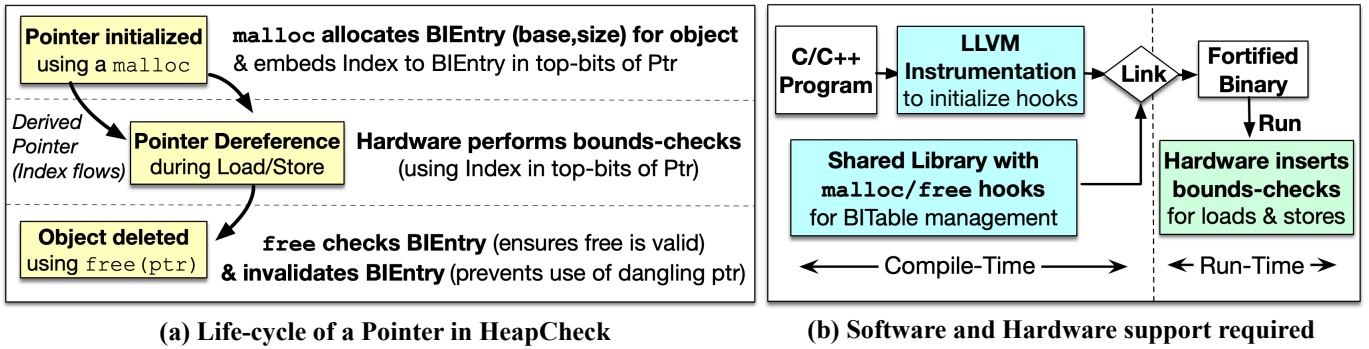 Pointer initialized
using a malloc
malloc allocates BIEntry (base,size) for object
& embeds Index to BIEntry in top-bits of Ptr
Derived
Pointer
(Index flows)
Pointer Dereference
during Load/Store
Hardware performs bounds-checks
(using Index in top-bits of Ptr)
Object deleted
using free(ptr)
free checks BIEntry (ensures free is valid)
& invalidates BIEntry (prevents use of dangling ptr)
(a) Life-cycle of a Pointer in HeapCheck
C/C++
Program
LLVM
Instrumentation
to initialize hooks
Link
Fortified
Binary
Run
Shared Library with
malloc/free hooks
for BITable management
Hardware inserts
bounds-checks
for loads & stores
Compile-Time
Run-Time
(b) Software and Hardware support required